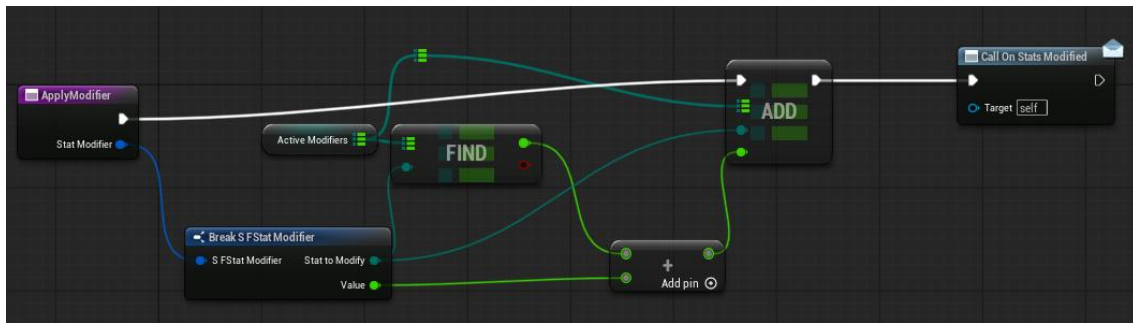 Call On Stats Modified
ApplyModifier
ADD
Target self
Stat Modifier
Active Modifiers
FIND
Break S FStat Modifier
S FStat Modifier Stat to Modify
Value
+
Add pin